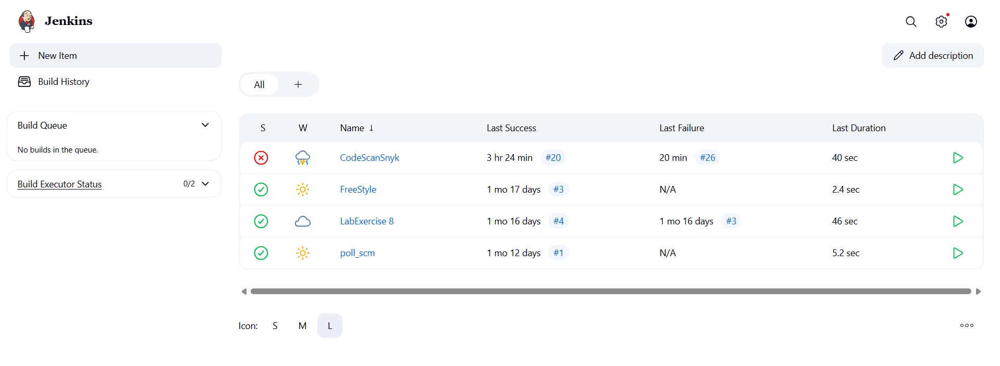 Jenkins
New Item
Add description
Build History
All
Build Queue
No builds in the queue.
Build Executor Status 0/2
S W Name ↓ Last Success Last Failure Last Duration
CodeScanSnyk 3 hr 24 min #20 20 min #26 40 sec
FreeStyle 1 mo 17 days #3 N/A 2.4 sec
LabExercise 8 1 mo 16 days #4 1 mo 16 days #3 46 sec
poll_scm 1 mo 12 days #1 N/A 5.2 sec
Icon: S M L